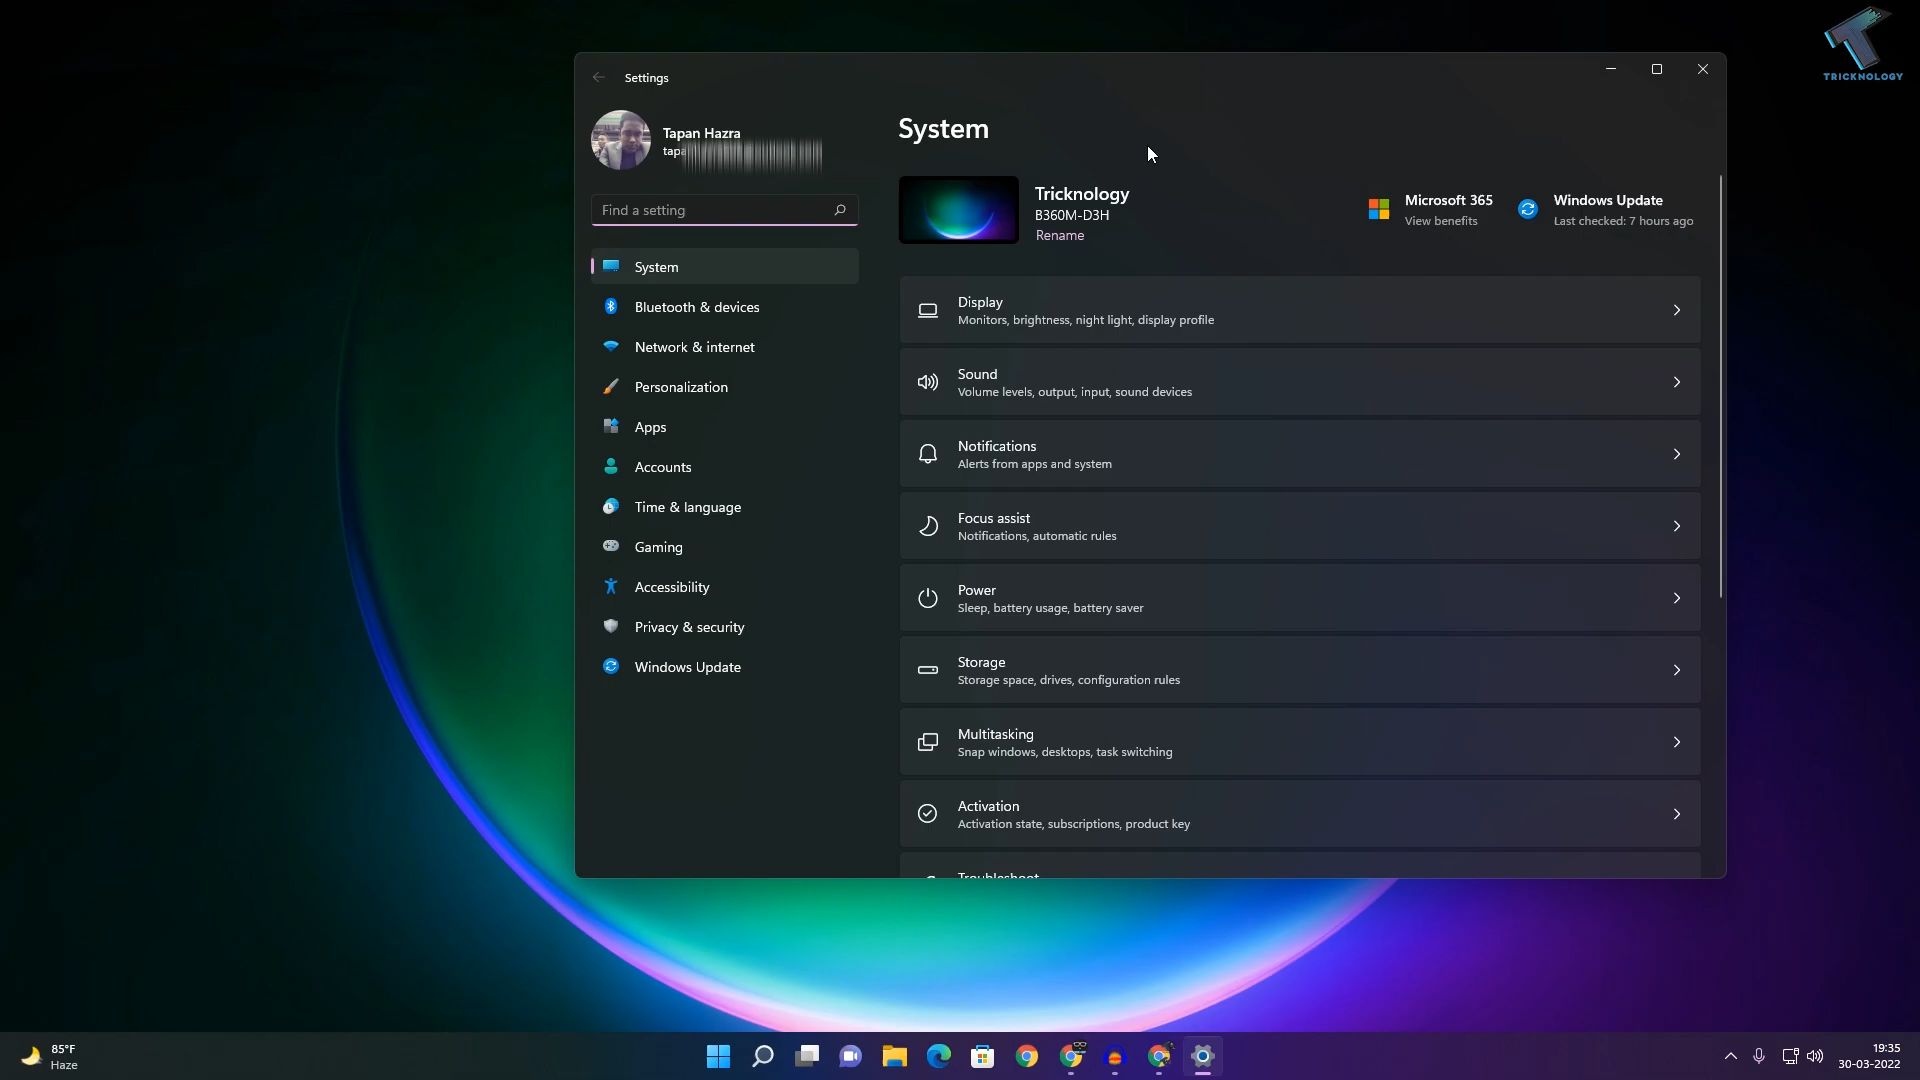 TRICKNOLOGY
Settings
Tapan Hazra
tapa
Find a setting
System
Bluetooth & devices
Network & internet
Personalization
Apps
Accounts
Time & language
Gaming
Accessibility
Privacy & security
Windows Update
System
Tricknology
B360M-D3H
Rename
Microsoft 365
View benefits
Windows Update
Last checked: 7 hours ago
Display
Monitors, brightness, night light, display profile
Sound
Volume levels, output, input, sound devices
Notifications
Alerts from apps and system
Focus assist
Notifications, automatic rules
Power
Sleep, battery usage, battery saver
Storage
Storage space, drives, configuration rules
Multitasking
Snap windows, desktops, task switching
Activation
Activation state, subscriptions, product key
Troubleshoot
85°F
Haze
19:35
30-03-2022